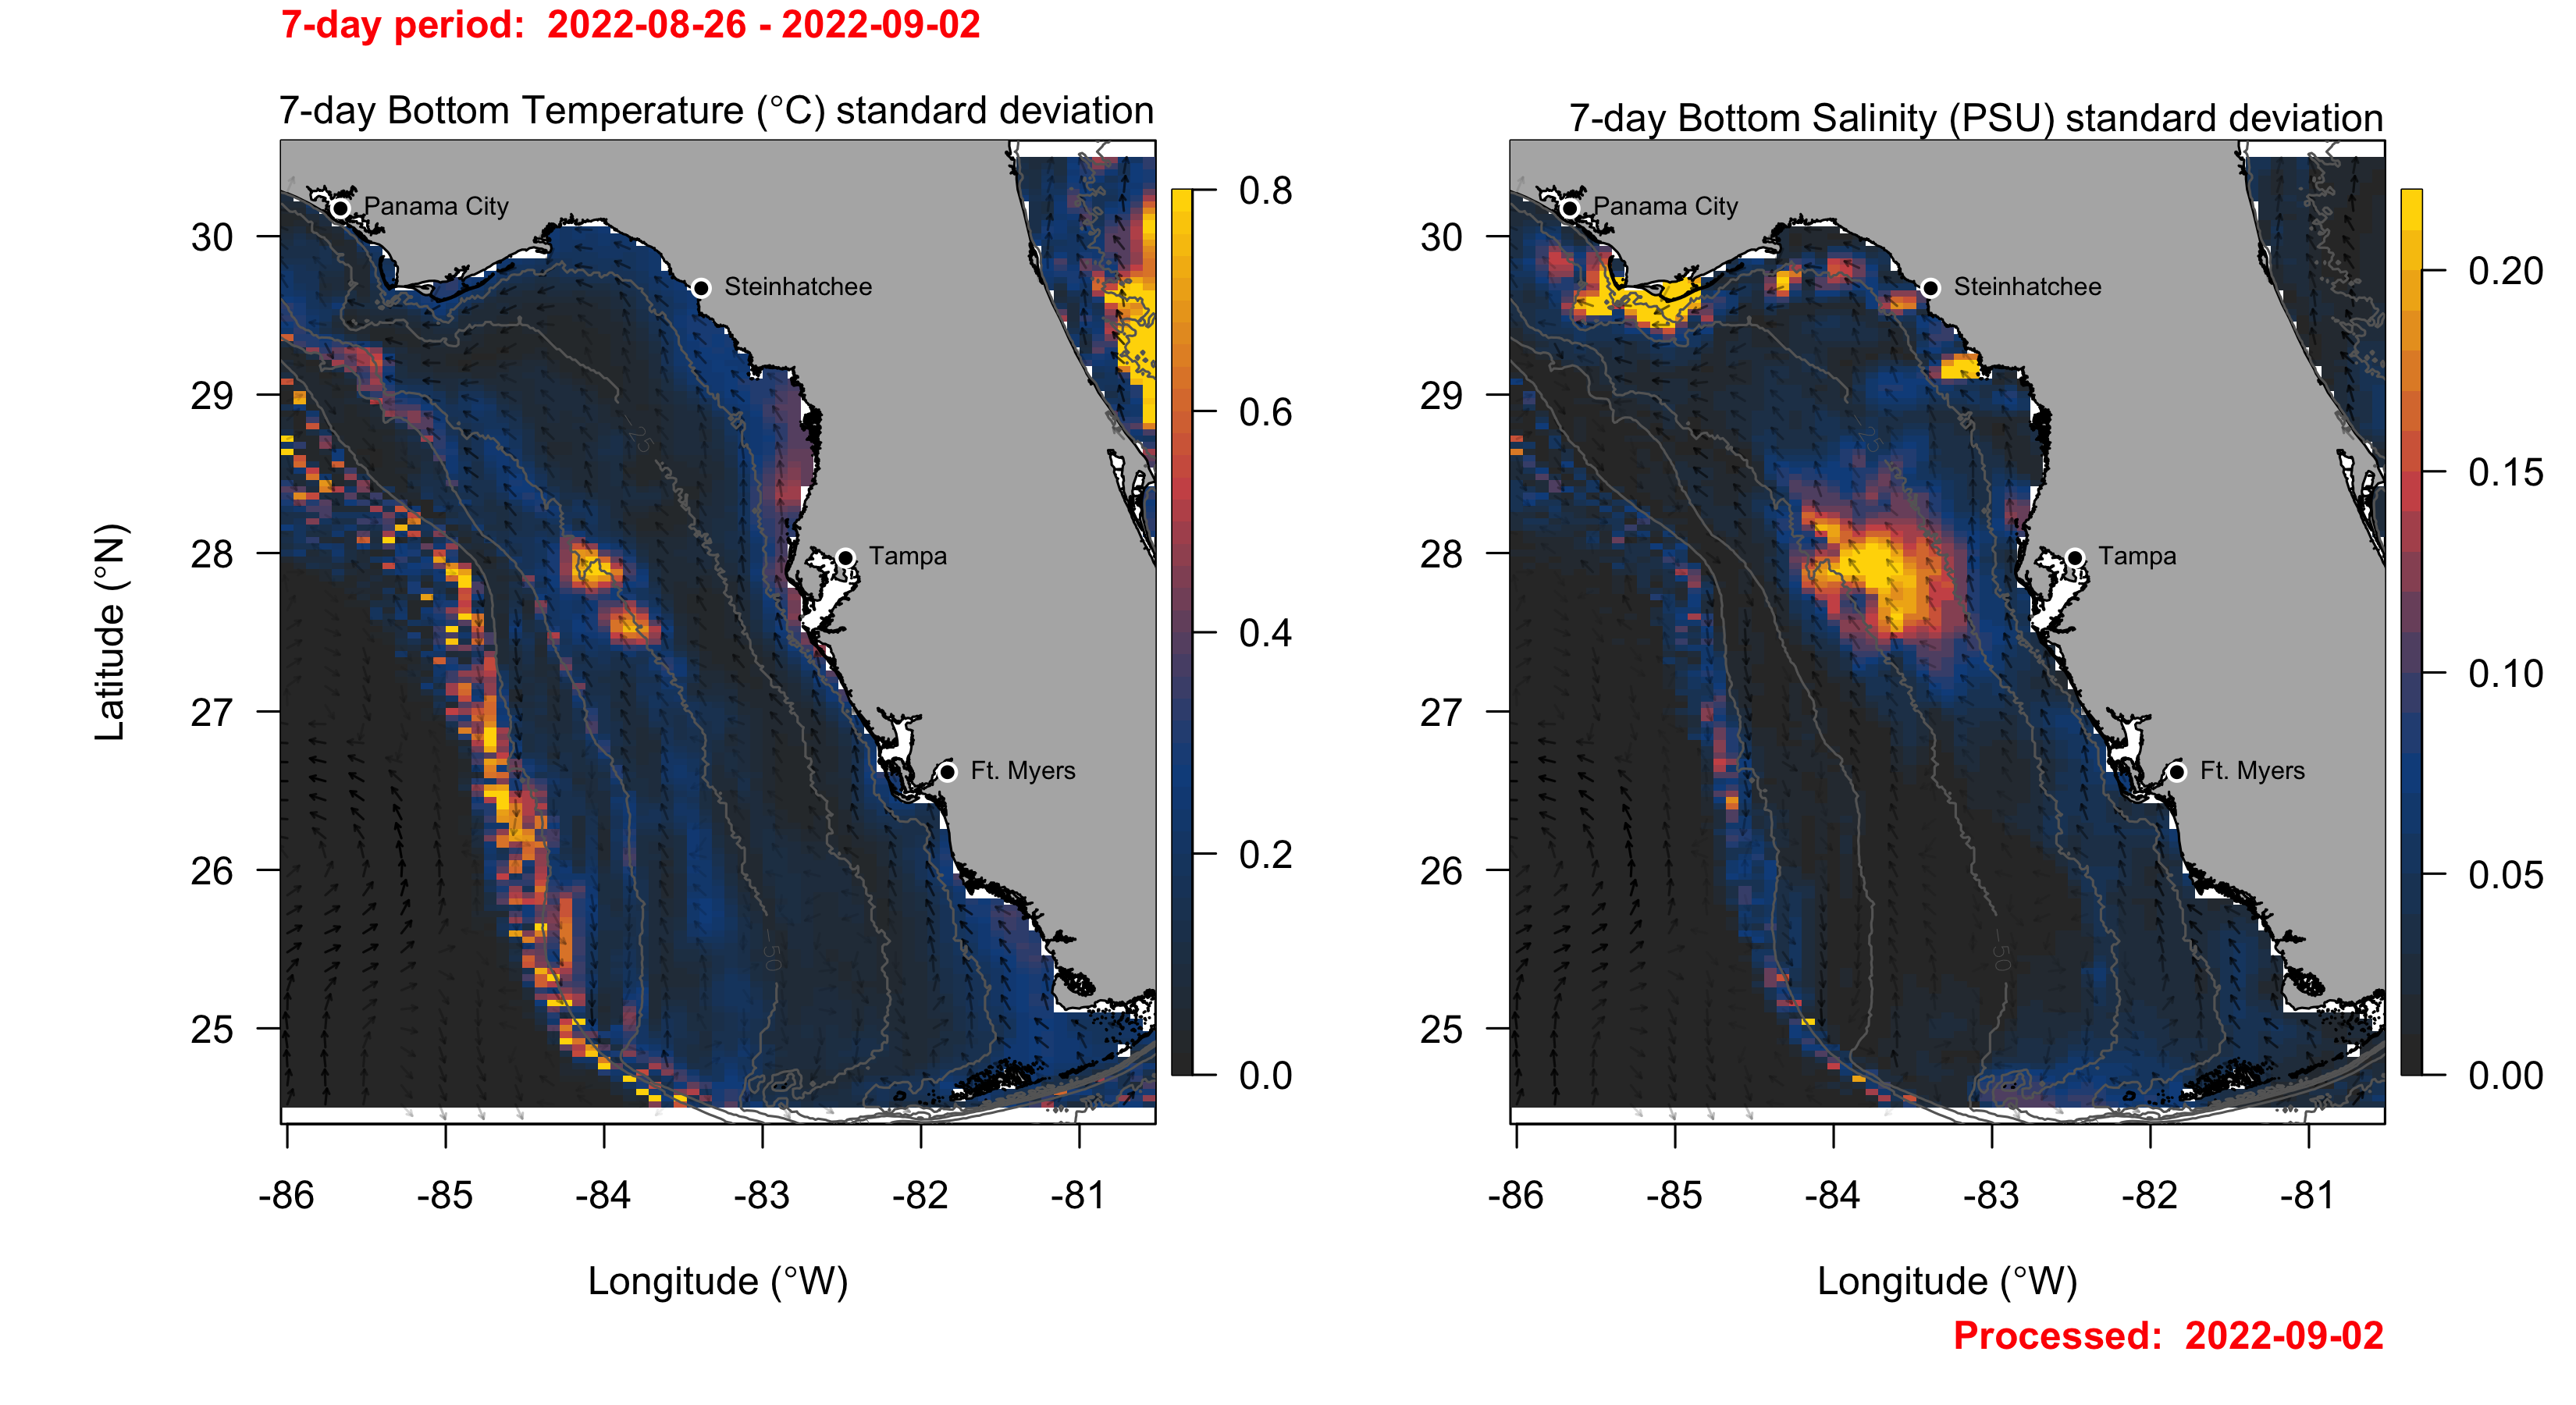 7-day period: 2022-08-26 - 2022-09-02
7-day Bottom Temperature (°C) standard deviation
7-day Bottom Salinity (PSU) standard deviation
Panama City
Steinhatchee
Tampa
Ft. Myers
-25
-50
30
29
28
27
26
25
Latitude (°N)
-86 -85 -84 -83 -82 -81
Longitude (°W)
0.8
0.6
0.4
0.2
0.0
Panama City
Steinhatchee
Tampa
Ft. Myers
-25
-50
30
29
28
27
26
25
-86 -85 -84 -83 -82 -81
Longitude (°W)
0.20
0.15
0.10
0.05
0.00
Processed: 2022-09-02